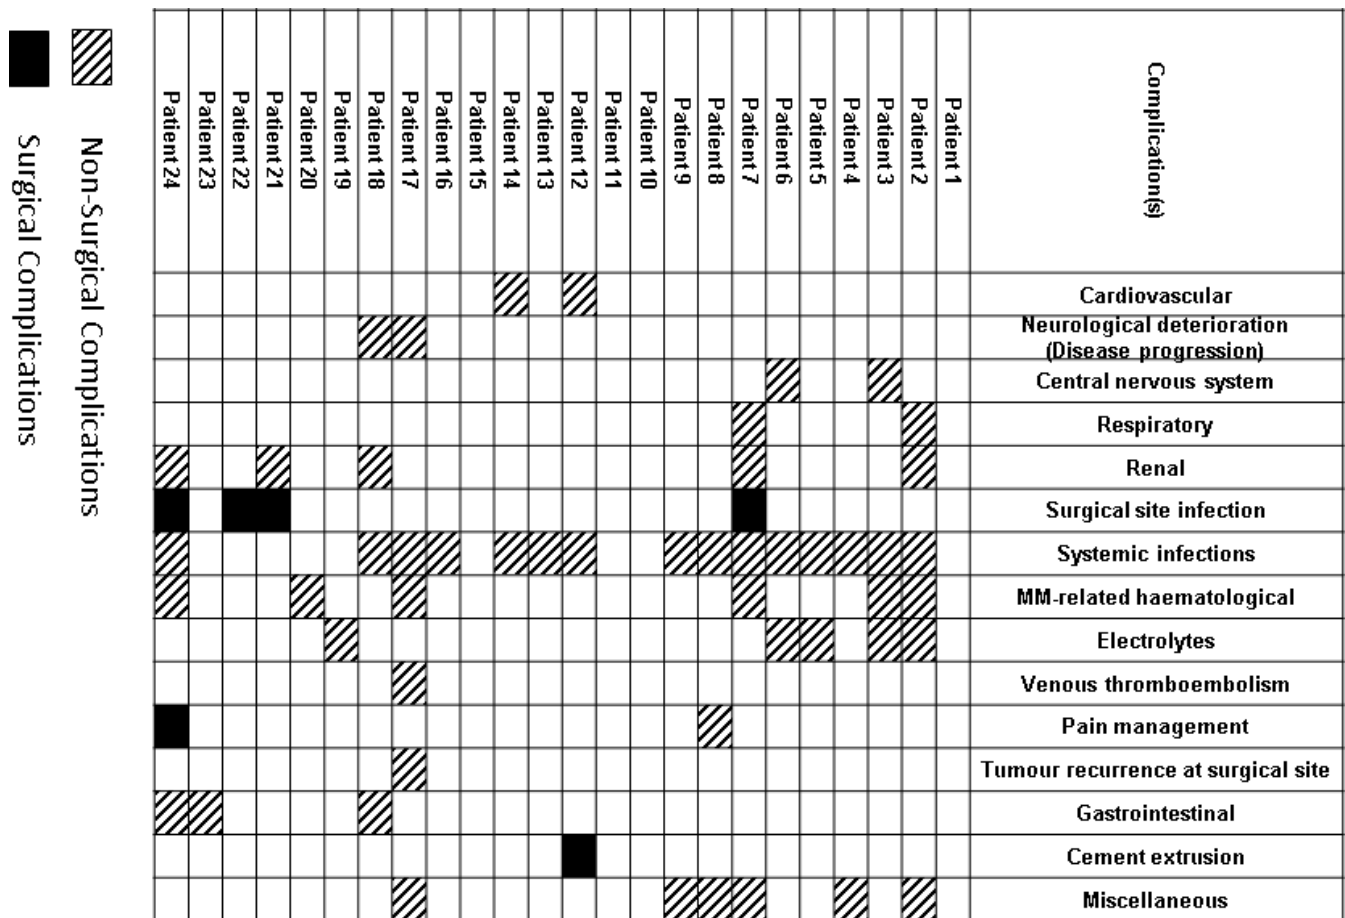 Complication(s)
Patient 1
Patient 2
Patient 3
Patient 4
Patient 5
Patient 6
Patient 7
Patient 8
Patient 9
Patient 10
Patient 11
Patient 12
Patient 13
Patient 14
Patient 15
Patient 16
Patient 17
Patient 18
Patient 19
Patient 20
Patient 21
Patient 22
Patient 23
Patient 24
Cardiovascular
Neurological deterioration
(Disease progression)
Central nervous system
Respiratory
Renal
Surgical site infection
Systemic infections
MM-related haematological
Electrolytes
Venous thromboembolism
Pain management
Tumour recurrence at surgical site
Gastrointestinal
Cement extrusion
Miscellaneous
Non-Surgical Complications
Surgical Complications